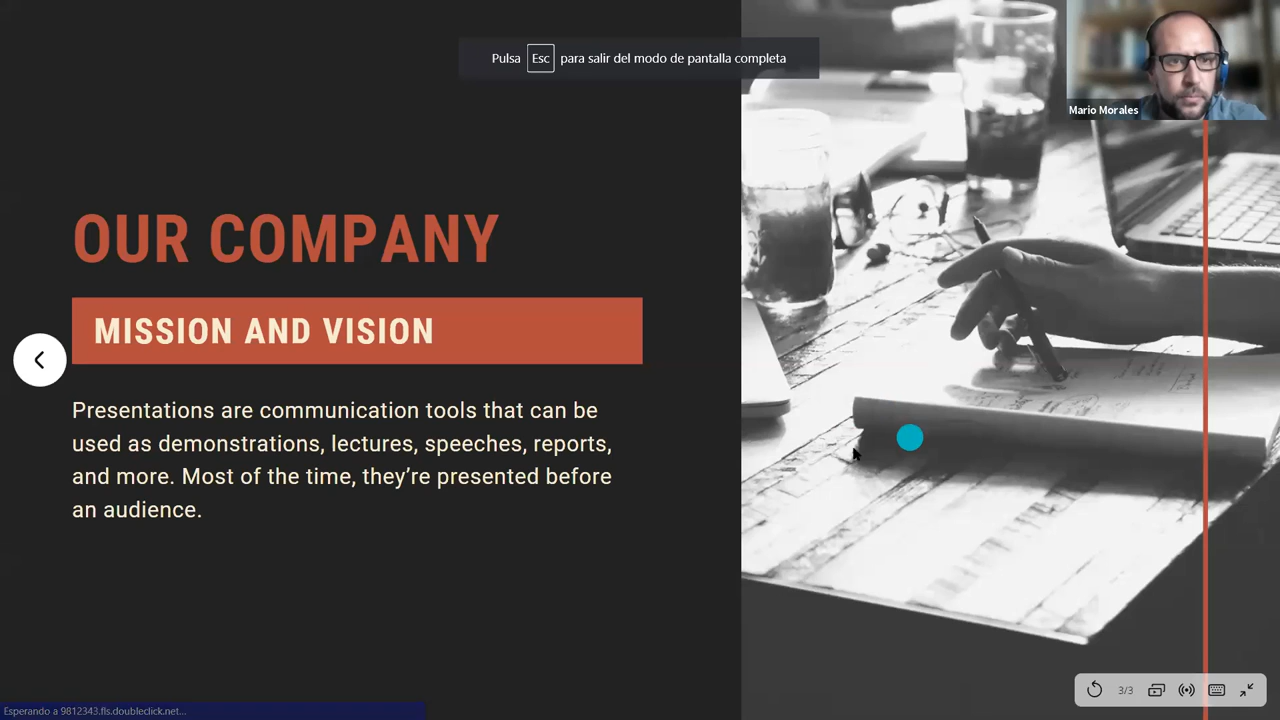 Pulsa Esc para salir del modo de pantalla completa
Mario Morales
OUR COMPANY
MISSION AND VISION
Presentations are communication tools that can be
used as demonstrations, lectures, speeches, reports,
and more. Most of the time, they’re presented before
an audience.
3/3
Esperando a 9812343.fls.doubleclick.net...